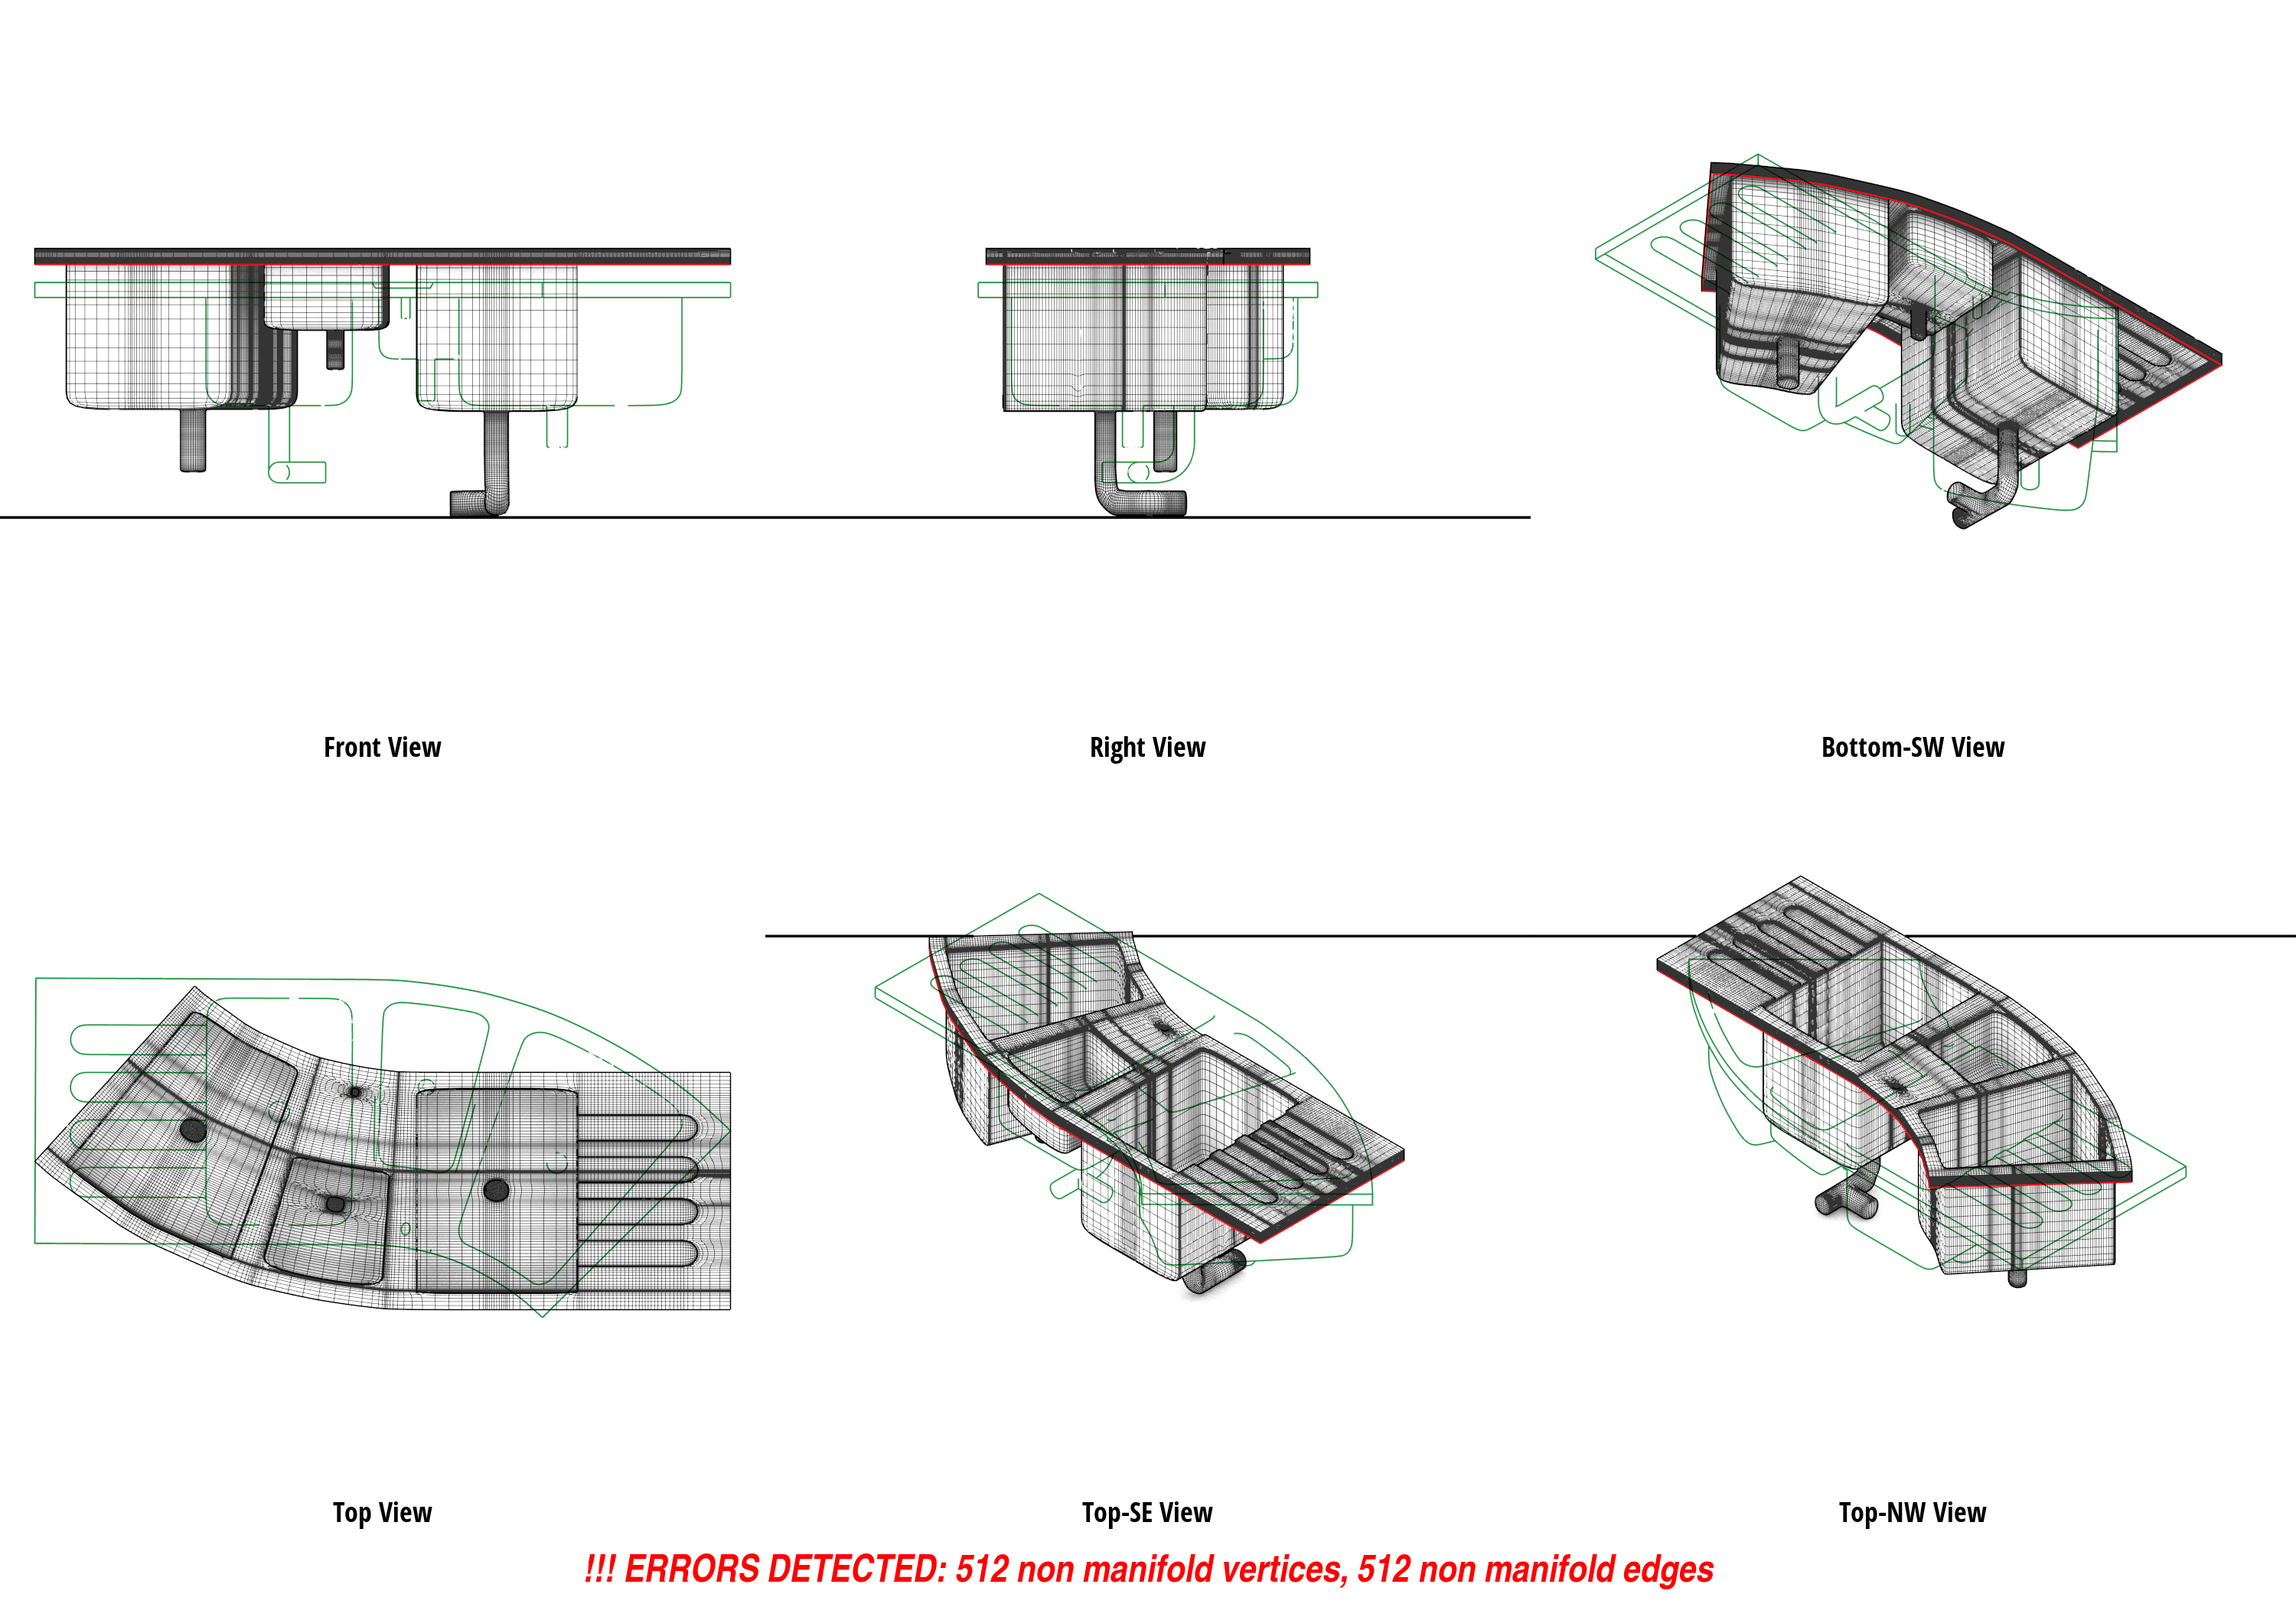 Front View
Right View
Bottom-SW View
Top View
Top-SE View
Top-NW View
!!! ERRORS DETECTED: 512 non manifold vertices, 512 non manifold edges